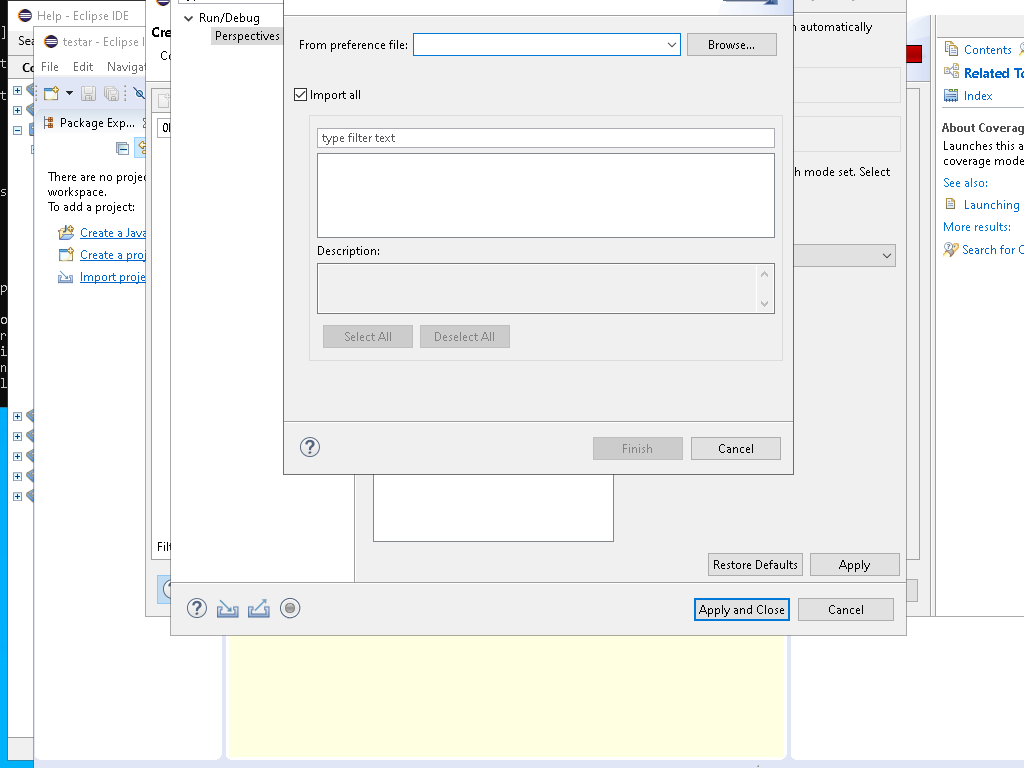 Help - Eclipse IDE
testar - Eclipse I
File Edit Navigat
Package Exp...
There are no projec
workspace.
To add a project:
Create a Java
Create a proj
Import proje
Cre
Run/Debug
Perspectives
From preference file:
Browse...
Import all
type filter text
Description:
Select All
Deselect All
Finish
Cancel
n automatically
h mode set. Select
Restore Defaults
Apply
Apply and Close
Cancel
Contents
Related To
Index
About Coverag
Launches this a
coverage mode
See also:
Launching
More results:
Search for C